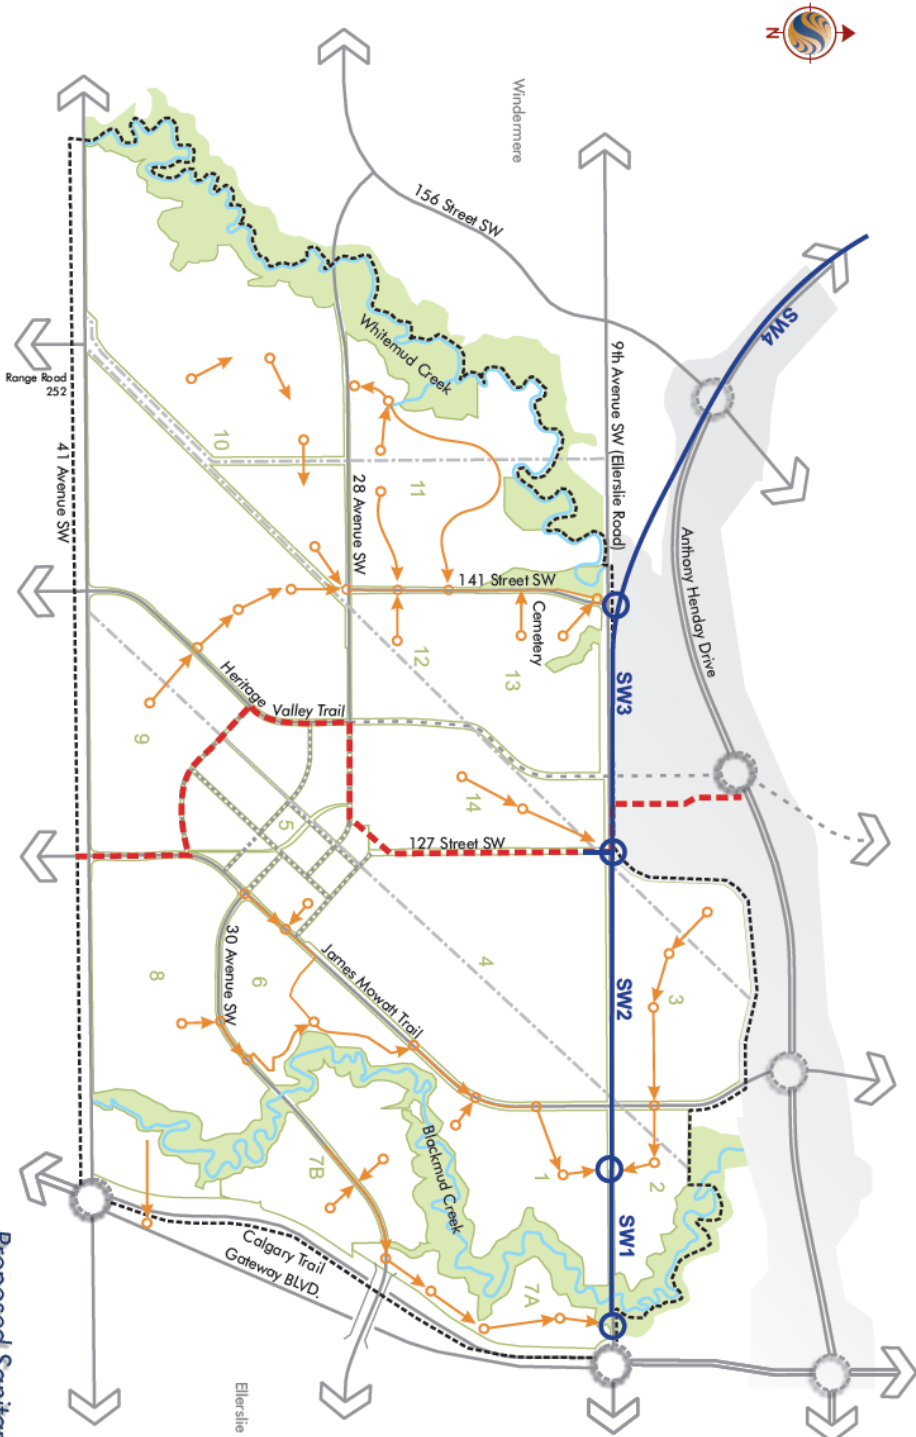 N
Windermere
156 Street SW
SW4
9th Avenue SW (Ellerslie Road)
Whitemud Creek
Range Road
252
41 Avenue SW
10
11
28 Avenue SW
141 Street SW
Cemetery
Anthony Henday Drive
12
13
SW3
Heritage
Valley Trail
9
14
5
127 Street SW
30 Avenue SW
8
6
4
3
SW2
James Mowatt Trail
7B
Blackmud Creek
1
2
SW1
7A
Calgary Trail
Gateway BLVD.
Ellerslie